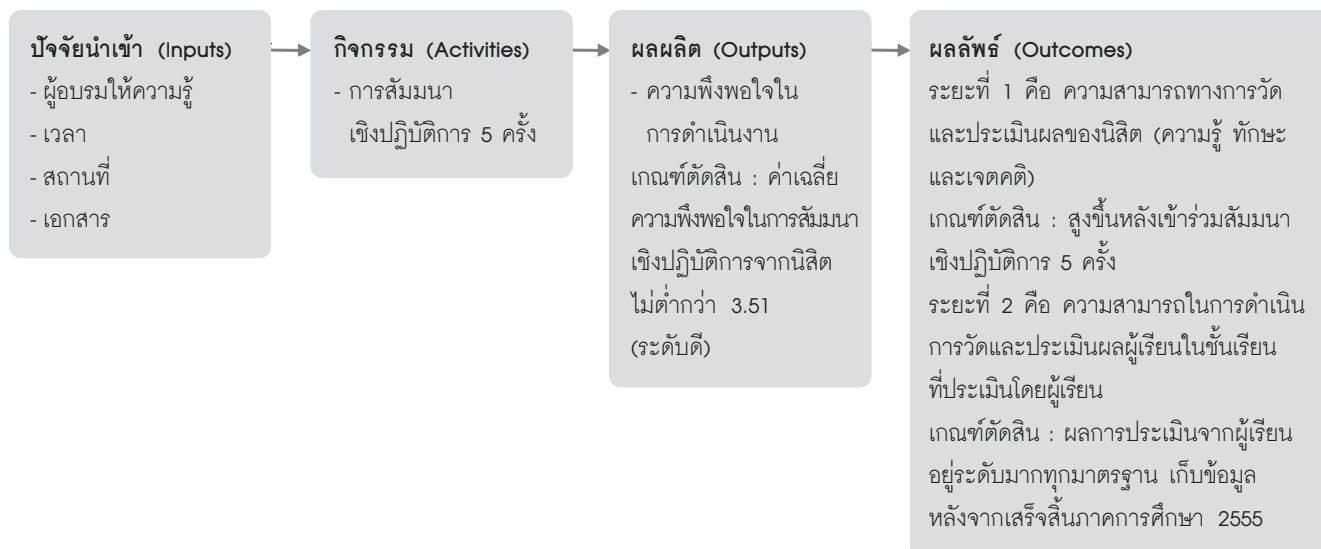 ปัจจัยนำเข้า (Inputs)
- ผู้อบรมให้ความรู้
- เวลา
- สถานที่
- เอกสาร
กิจกรรม (Activities)
- การสัมมนา
เชิงปฏิบัติการ 5 ครั้ง
ผลผลิต (Outputs)
- ความพึงพอใจใน
การดำเนินงาน
เกณฑ์ตัดสิน : ค่าเฉลี่ย
ความพึงพอใจในการสัมมนา
เชิงปฏิบัติการจากนิสิต
ไม่ต่ำกว่า 3.51
(ระดับดี)
ผลลัพธ์ (Outcomes)
ระยะที่ 1 คือ ความสามารถทางการวัด
และประเมินผลของนิสิต (ความรู้ ทักษะ
และเจตคติ)
เกณฑ์ตัดสิน : สูงขึ้นหลังเข้าร่วมสัมมนา
เชิงปฏิบัติการ 5 ครั้ง
ระยะที่ 2 คือ ความสามารถในการดำเนิน
การวัดและประเมินผลผู้เรียนในชั้นเรียน
ที่ประเมินโดยผู้เรียน
เกณฑ์ตัดสิน : ผลการประเมินจากผู้เรียน
อยู่ระดับมากทุกมาตรฐาน เก็บข้อมูล
หลังจากเสร็จสิ้นภาคการศึกษา 2555